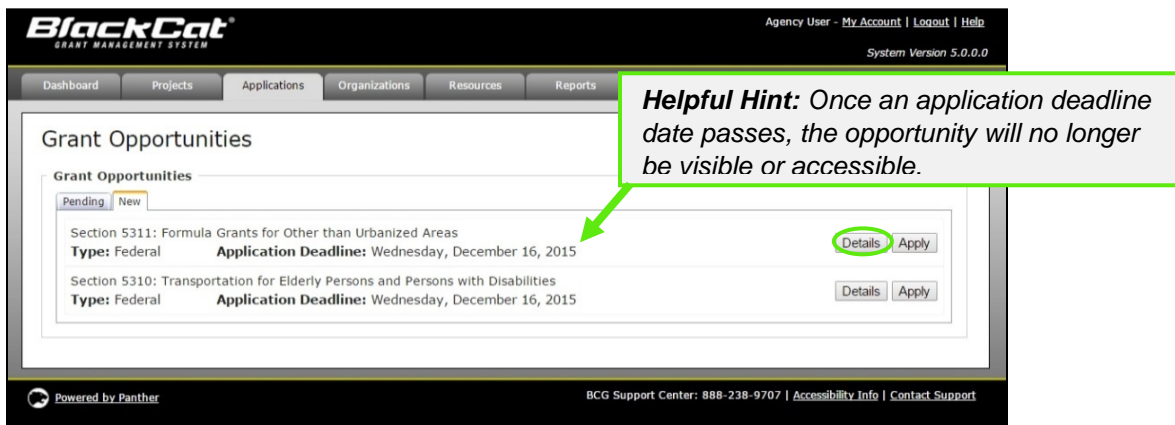 BlackCat®
GRANT MANAGEMENT SYSTEM
Agency User - My Account | Logout | Help
System Version 5.0.0.0
Dashboard Projects Applications Organizations Resources Reports
Helpful Hint: Once an application deadline
date passes, the opportunity will no longer
be visible or accessible.
Grant Opportunities
Grant Opportunities
Pending New
Section 5311: Formula Grants for Other than Urbanized Areas
Type: Federal Application Deadline: Wednesday, December 16, 2015
Details Apply
Section 5310: Transportation for Elderly Persons and Persons with Disabilities
Type: Federal Application Deadline: Wednesday, December 16, 2015
Details Apply
Powered by Panther
BCG Support Center: 888-238-9707 | Accessibility Info | Contact Support